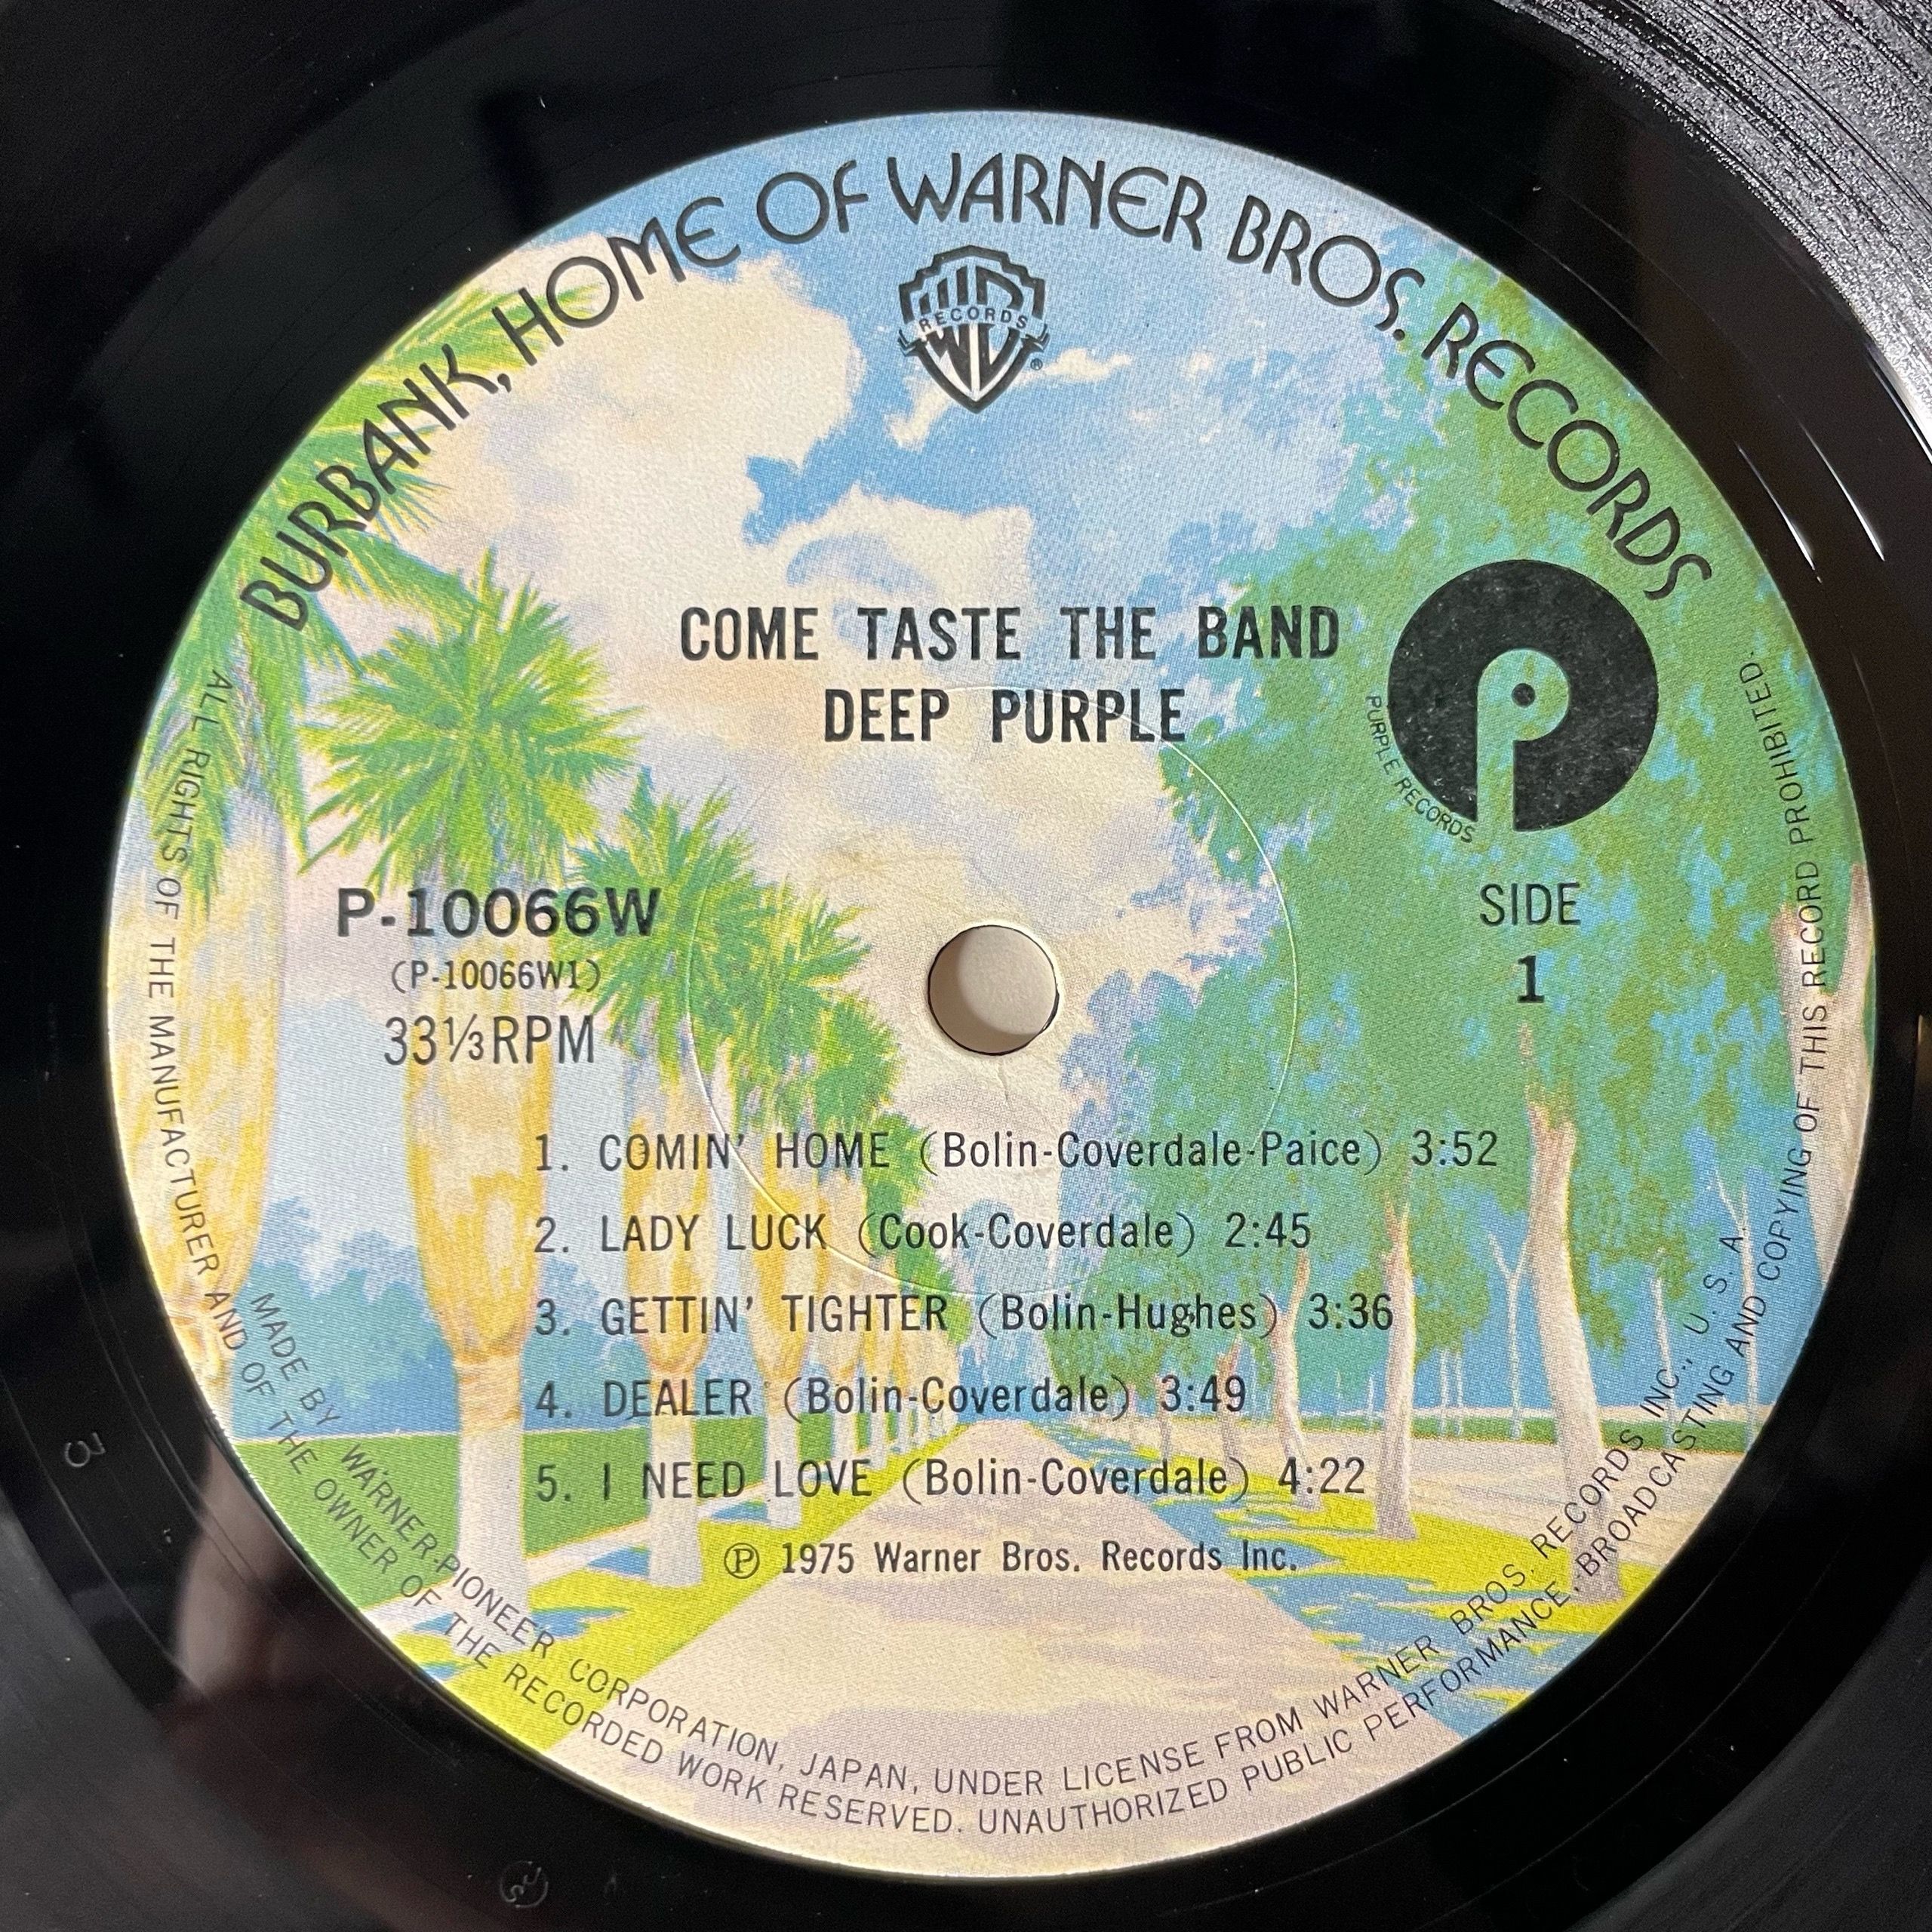 BURBANK, HOME OF WARNER BROS. RECORDS
RECORDS
®
COME TASTE THE BAND
DEEP PURPLE
PURPLE RECORDS
P-10066W
(P-10066W1)
33⅓RPM
SIDE
1
1. COMIN' HOME (Bolin-Coverdale-Paice) 3:52
2. LADY LUCK (Cook-Coverdale) 2:45
3. GETTIN' TIGHTER (Bolin-Hughes) 3:36
4. DEALER (Bolin-Coverdale) 3:49
5. I NEED LOVE (Bolin-Coverdale) 4:22
Ⓟ 1975 Warner Bros. Records Inc.
MADE BY WARNER-PIONEER CORPORATION, JAPAN, UNDER LICENSE FROM WARNER BROS. RECORDS INC., U. S. A.
ALL RIGHTS OF THE MANUFACTURER AND OF THE OWNER OF THE RECORDED WORK RESERVED. UNAUTHORIZED PUBLIC PERFORMANCE, BROADCASTING AND COPYING OF THIS RECORD PROHIBITED.
3